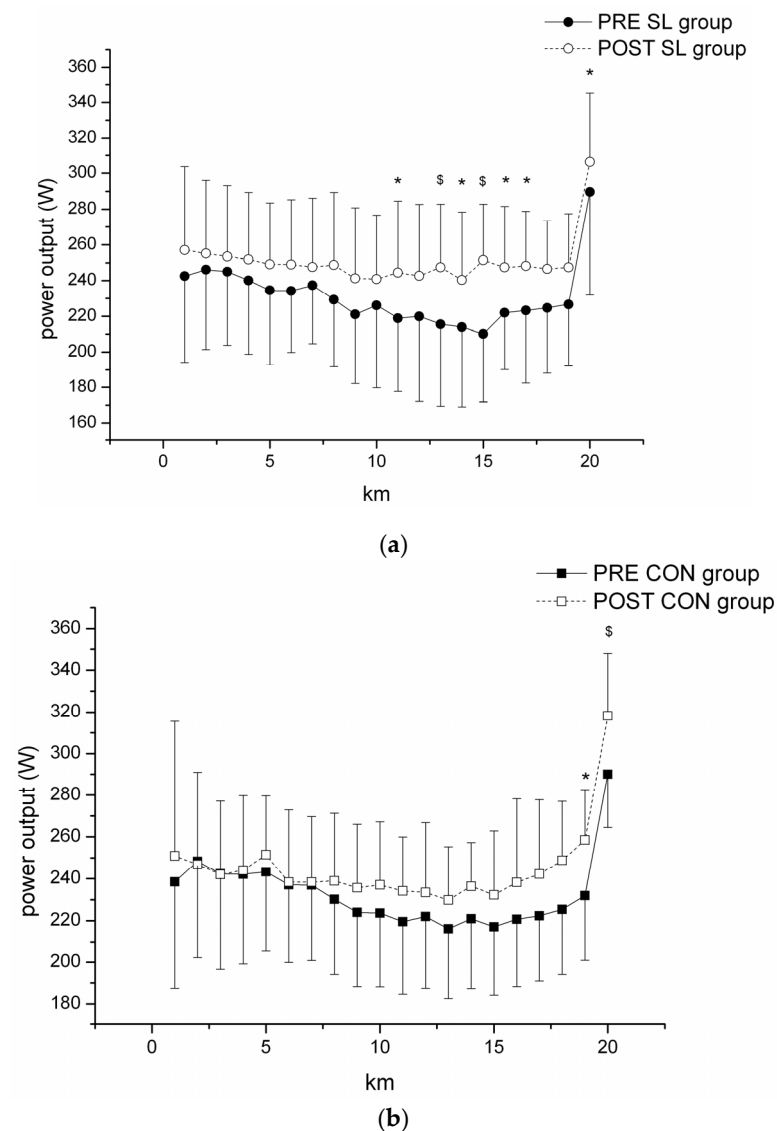 PRE SL group
POST SL group
360
340
320
300
280
260
240
220
200
180
160
power output (W)
*
* $ * $ * *
0 5 10 15 20
km
(a)
PRE CON group
POST CON group
360
340
320
300
280
260
240
220
200
180
power output (W)
$
*
0 5 10 15 20
km
(b)